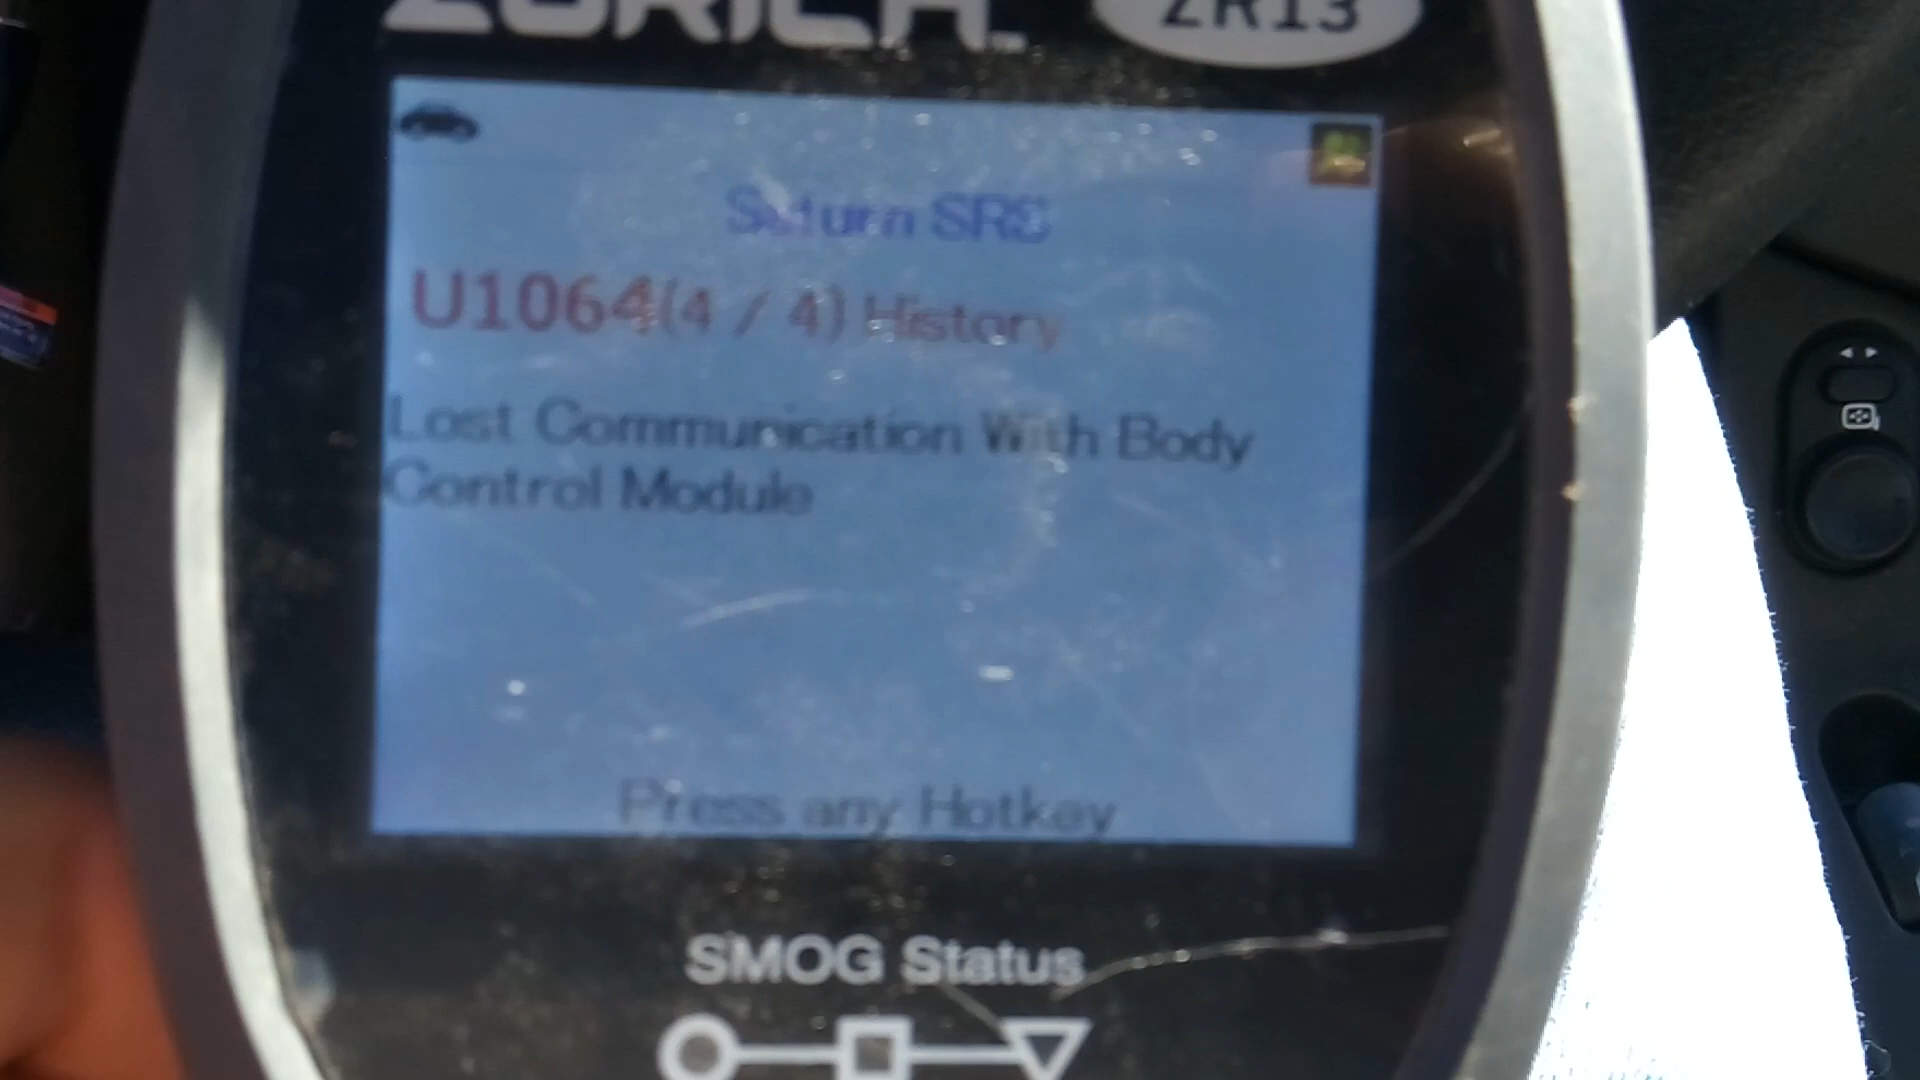 ZURICH
ZR13
Saturn SRS
U1064(4 / 4) History
Lost Communication With Body
Control Module
Press any Hotkey
SMOG Status